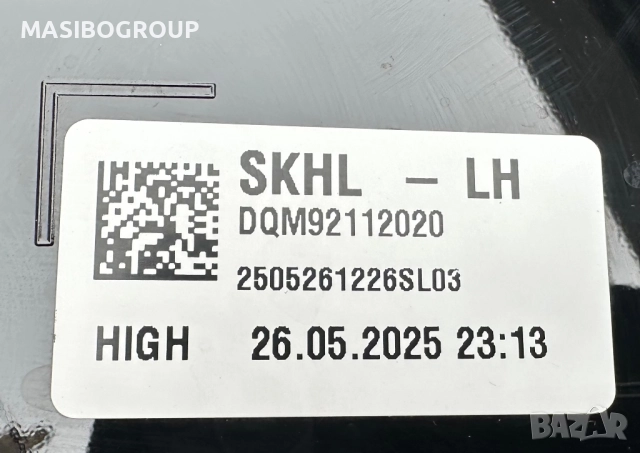 MASIBOGROUP
SKHL - LH
DQM92112020
2505261226SL03
HIGH 26.05.2025 23:13
BAZAR